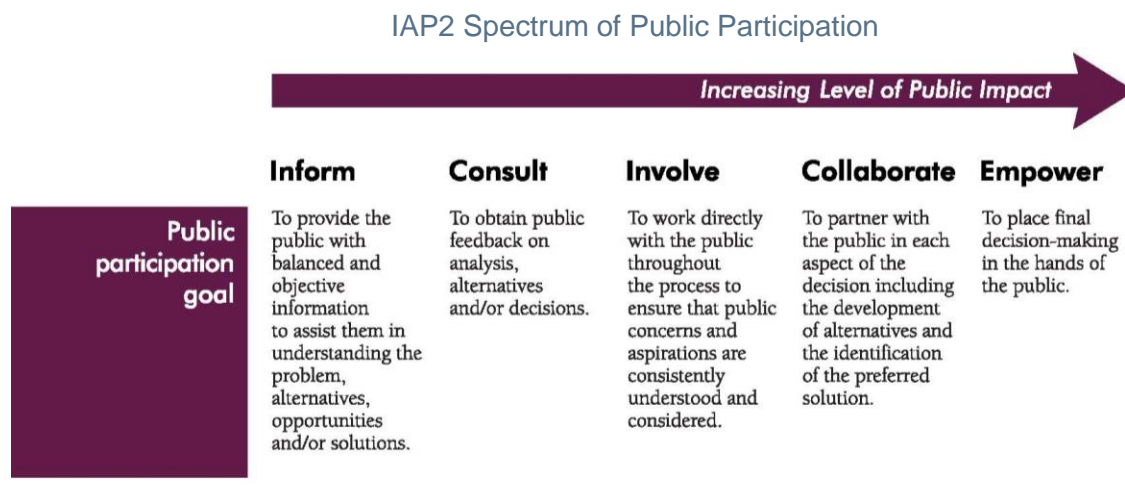 IAP2 Spectrum of Public Participation
Increasing Level of Public Impact
Inform
Consult
Involve
Collaborate
Empower
Public
participation
goal
To provide the
public with
balanced and
objective
information
to assist them in
understanding the
problem,
alternatives,
opportunities
and/or solutions.
To obtain public
feedback on
analysis,
alternatives
and/or decisions.
To work directly
with the public
throughout
the process to
ensure that public
concerns and
aspirations are
consistently
understood and
considered.
To partner with
the public in each
aspect of the
decision including
the development
of alternatives and
the identification
of the preferred
solution.
To place final
decision-making
in the hands of
the public.